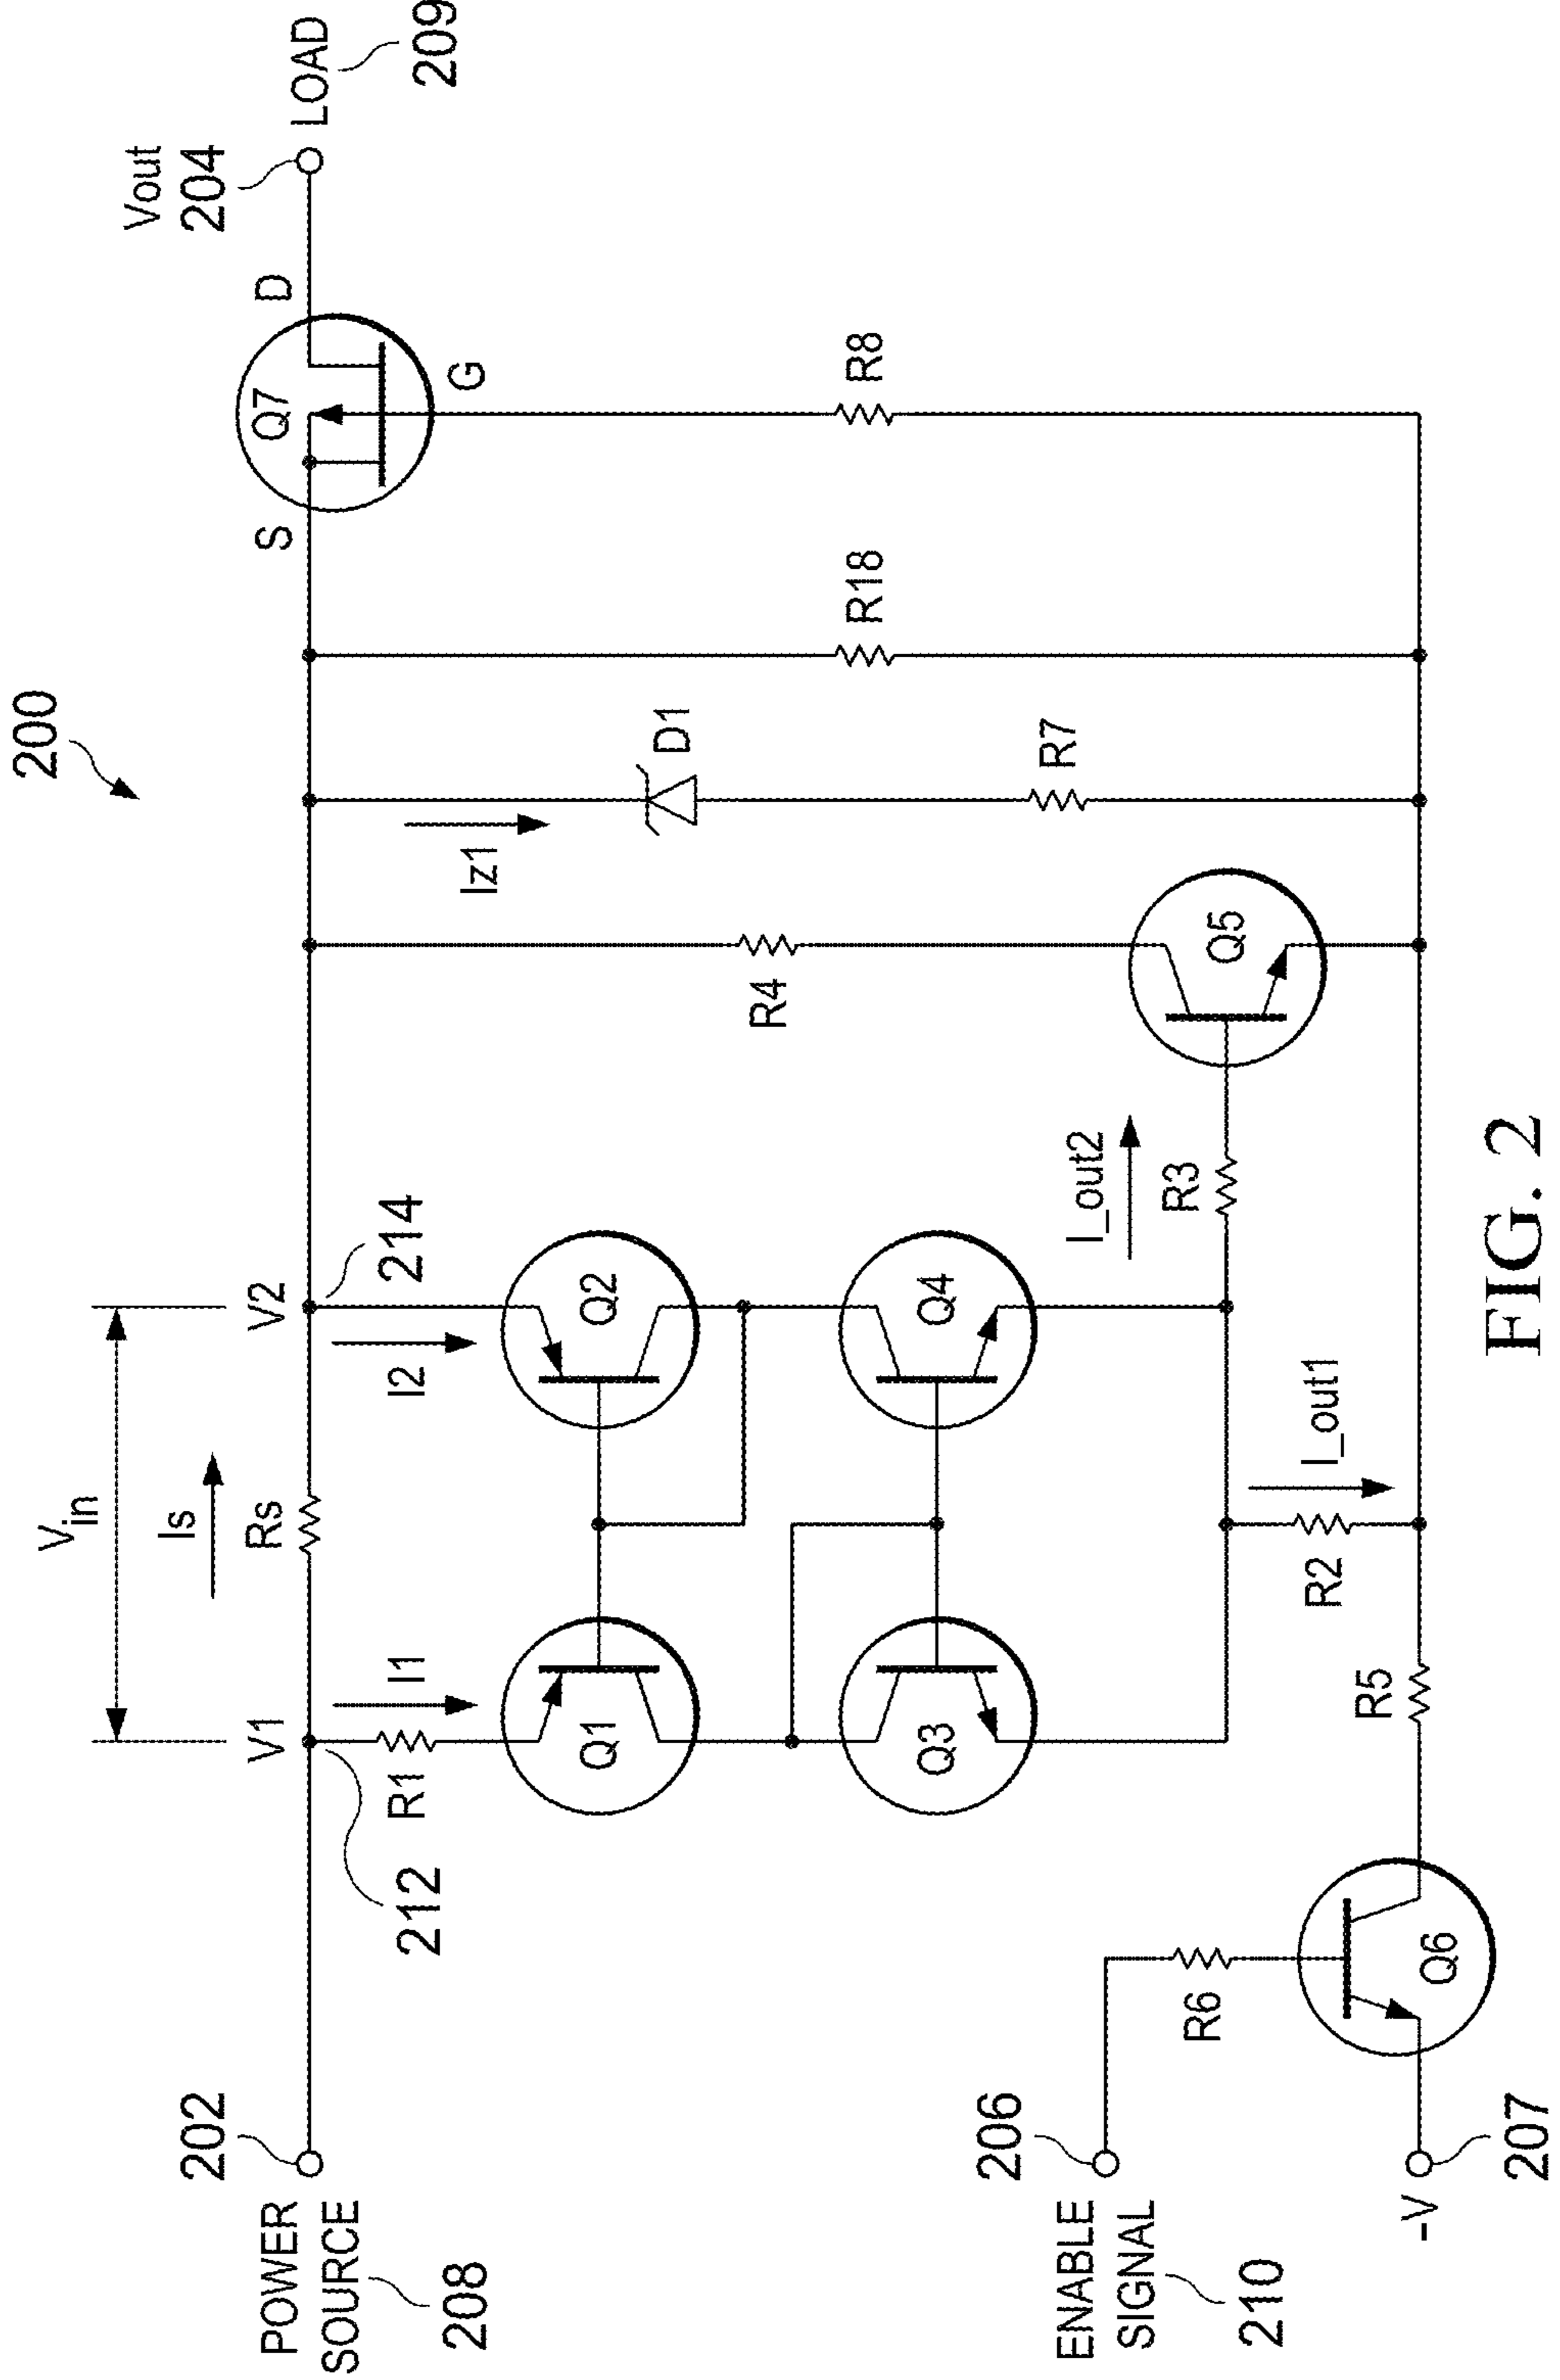 200
Vin
Is
V1
Rs
V2
212
214
202
POWER
SOURCE
208
R1
I1
I2
Q1
Q2
Q3
Q4
S
Q7
D
G
Vout
204
LOAD
209
Iz1
D1
R4
R7
R18
R8
I_out2
R3
Q5
R2
I_out1
R5
206
ENABLE
SIGNAL
210
R6
Q6
-V
207
FIG. 2